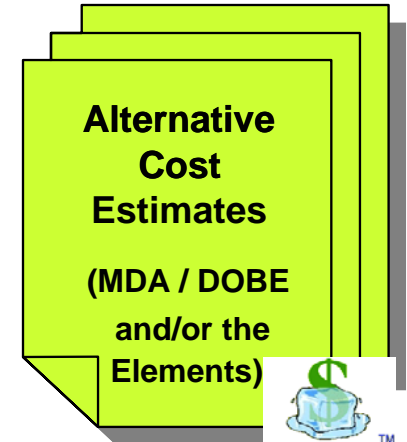 Alternative
Cost
Estimates
(MDA / DOBE
and/or the
Elements)
$
TM